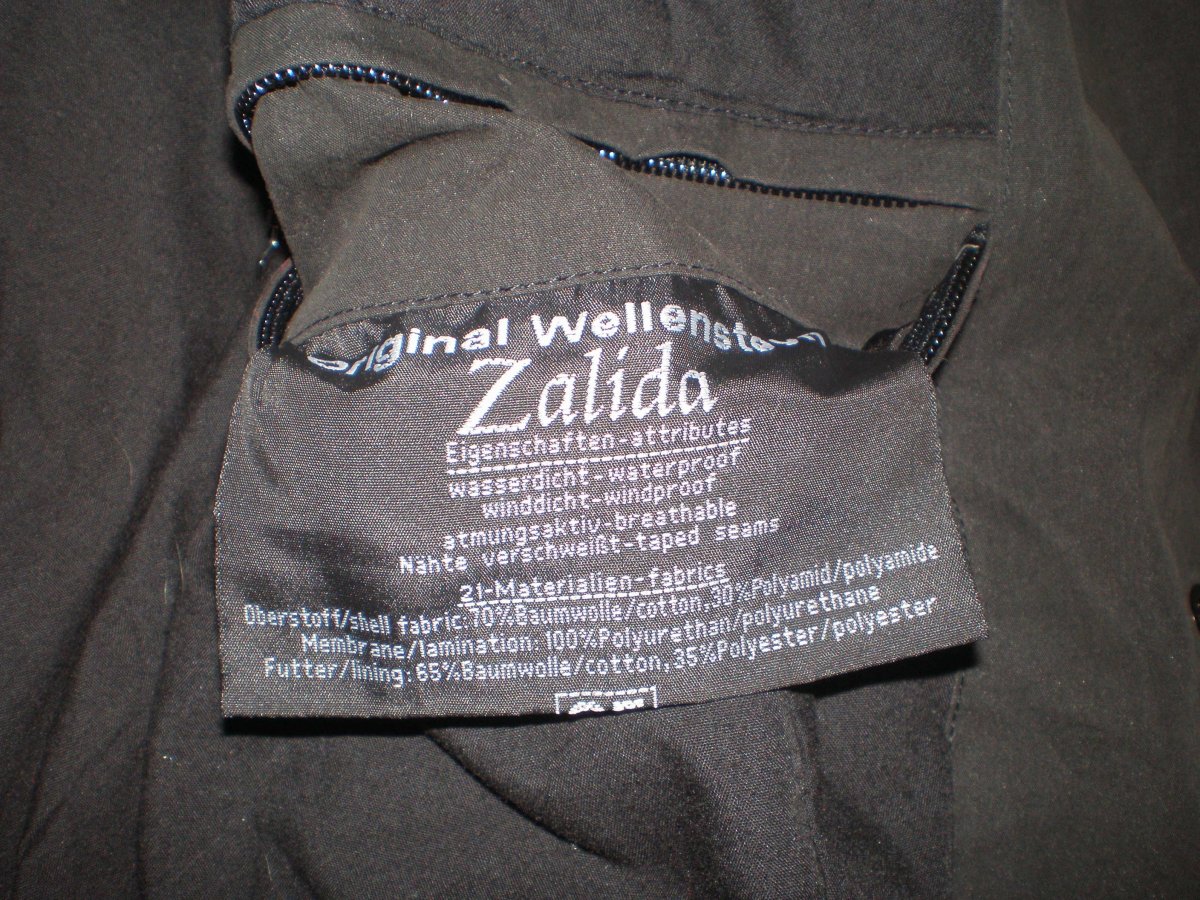 Original Wellensteyn
Zalida
Eigenschaften-attributes
wasserdicht-waterproof
winddicht-windproof
atmungsaktiv-breathable
Nähte verschweißt-taped seams
21-Materialien-fabrics
Oberstoff/shell fabric:70%Baumwolle/cotton,30%Polyamid/polyamide
Membrane/lamination:100%Polyurethan/polyurethane
Futter/lining:65%Baumwolle/cotton,35%Polyester/polyester